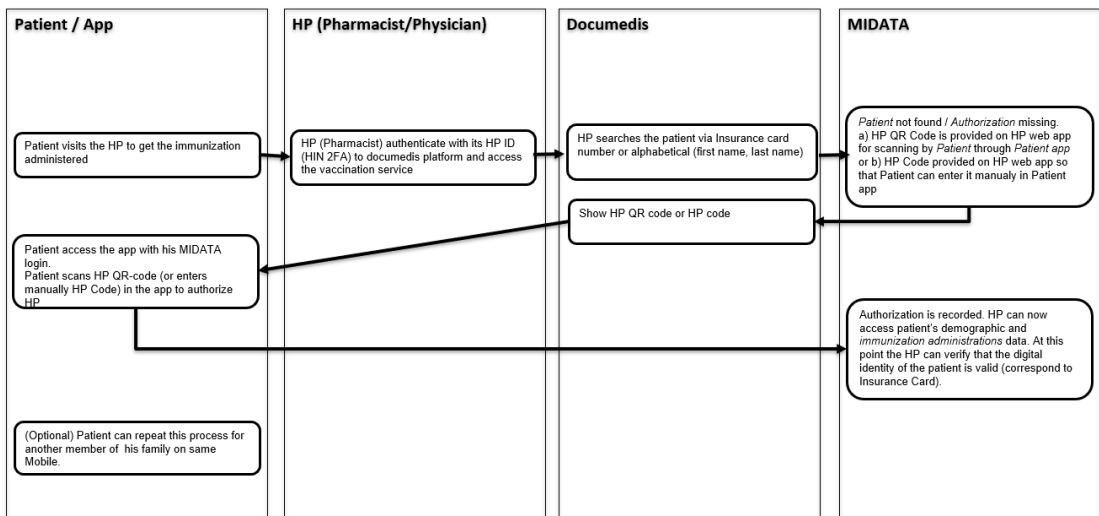 Patient / App
HP (Pharmacist/Physician)
Documedis
MIDATA
Patient visits the HP to get the immunization
administered
HP (Pharmacist) authenticate with its HP ID
(HIN 2FA) to documedis platform and access
the vaccination service
HP searches the patient via Insurance card
number or alphabetical (first name, last name)
Patient not found / Authorization missing.
a) HP QR Code is provided on HP web app
for scanning by Patient through Patient app
or b) HP Code provided on HP web app so
that Patient can enter it manualy in Patient
app
Show HP QR code or HP code
Patient access the app with his MIDATA
login.
Patient scans HP QR-code (or enters
manually HP Code) in the app to authorize
HP
Authorization is recorded. HP can now
access patient's demographic and
immunization administrations data. At this
point the HP can verify that the digital
identity of the patient is valid (correspond to
Insurance Card).
(Optional) Patient can repeat this process for
another member of his family on same
Mobile.